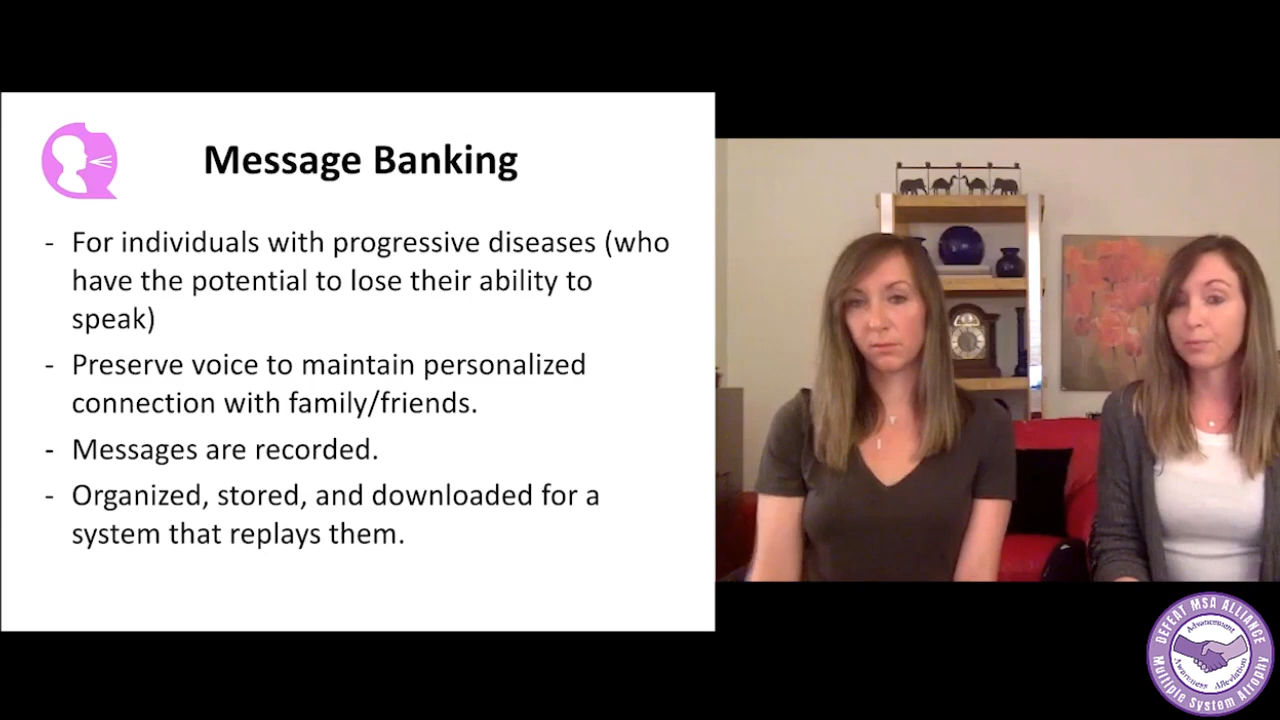 Message Banking
- For individuals with progressive diseases (who
have the potential to lose their ability to
speak)
- Preserve voice to maintain personalized
connection with family/friends.
- Messages are recorded.
- Organized, stored, and downloaded for a
system that replays them.
DEFEAT MSA ALLIANCE
Advancement
Awareness Alleviation
Multiple System Atrophy